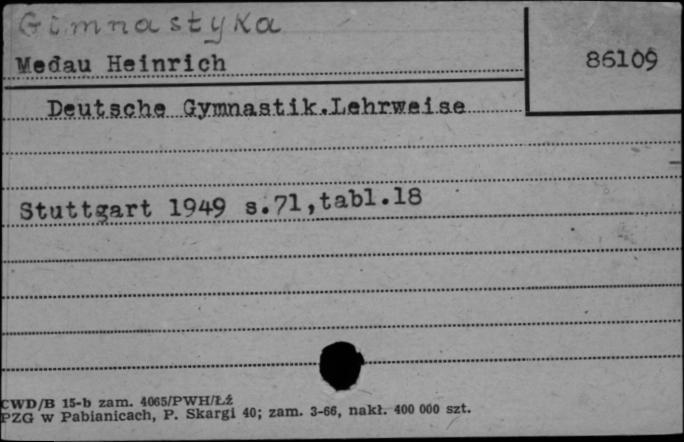 Gimnastyka
Medau Heinrich
86109
Deutsche Gymnastik.Lehrweise
Stuttgart 1949 s.71,tabl.18
CWD/B 15-b zam. 4065/PWH/Łź
PZG w Pabianicach, P. Skargi 40; zam. 3-66, nakł. 400 000 szt.